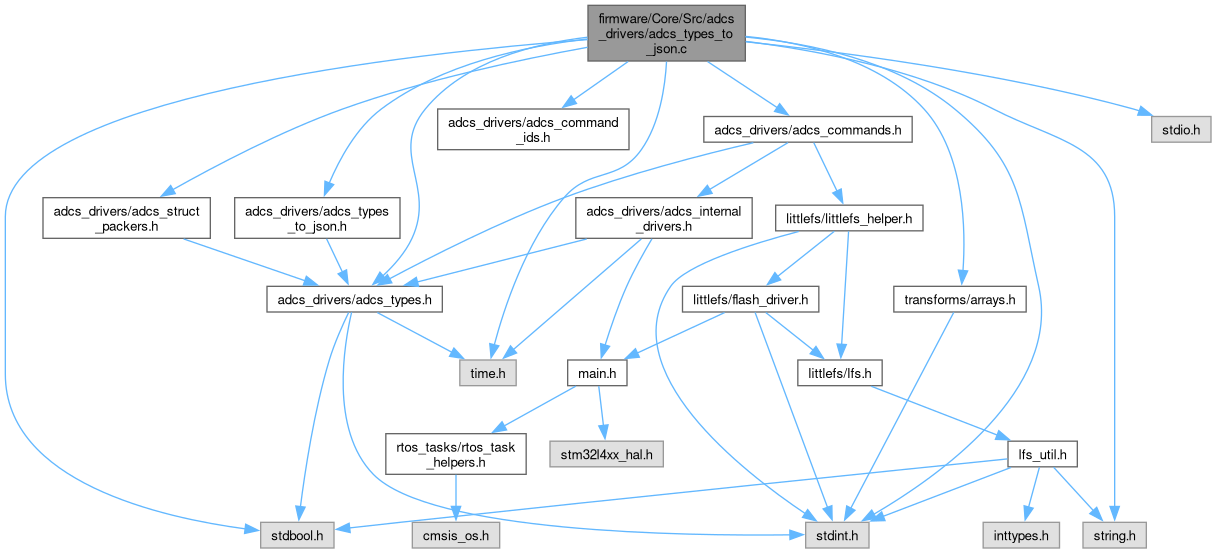 firmware/Core/Src/adcs
_drivers/adcs_types_to
_json.c
adcs_drivers/adcs_command
_ids.h
adcs_drivers/adcs_commands.h
stdio.h
adcs_drivers/adcs_struct
_packers.h
adcs_drivers/adcs_types
_to_json.h
adcs_drivers/adcs_internal
_drivers.h
littlefs/littlefs_helper.h
adcs_drivers/adcs_types.h
littlefs/flash_driver.h
transforms/arrays.h
time.h
main.h
littlefs/lfs.h
rtos_tasks/rtos_task
_helpers.h
stm32l4xx_hal.h
lfs_util.h
stdbool.h
cmsis_os.h
stdint.h
inttypes.h
string.h